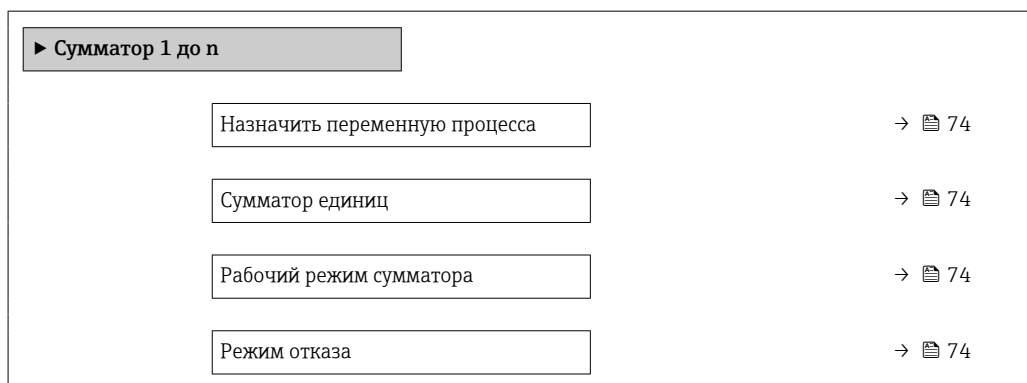 ▶ Сумматор 1 до n
Назначить переменную процесса → 74
Сумматор единиц → 74
Рабочий режим сумматора → 74
Режим отказа → 74